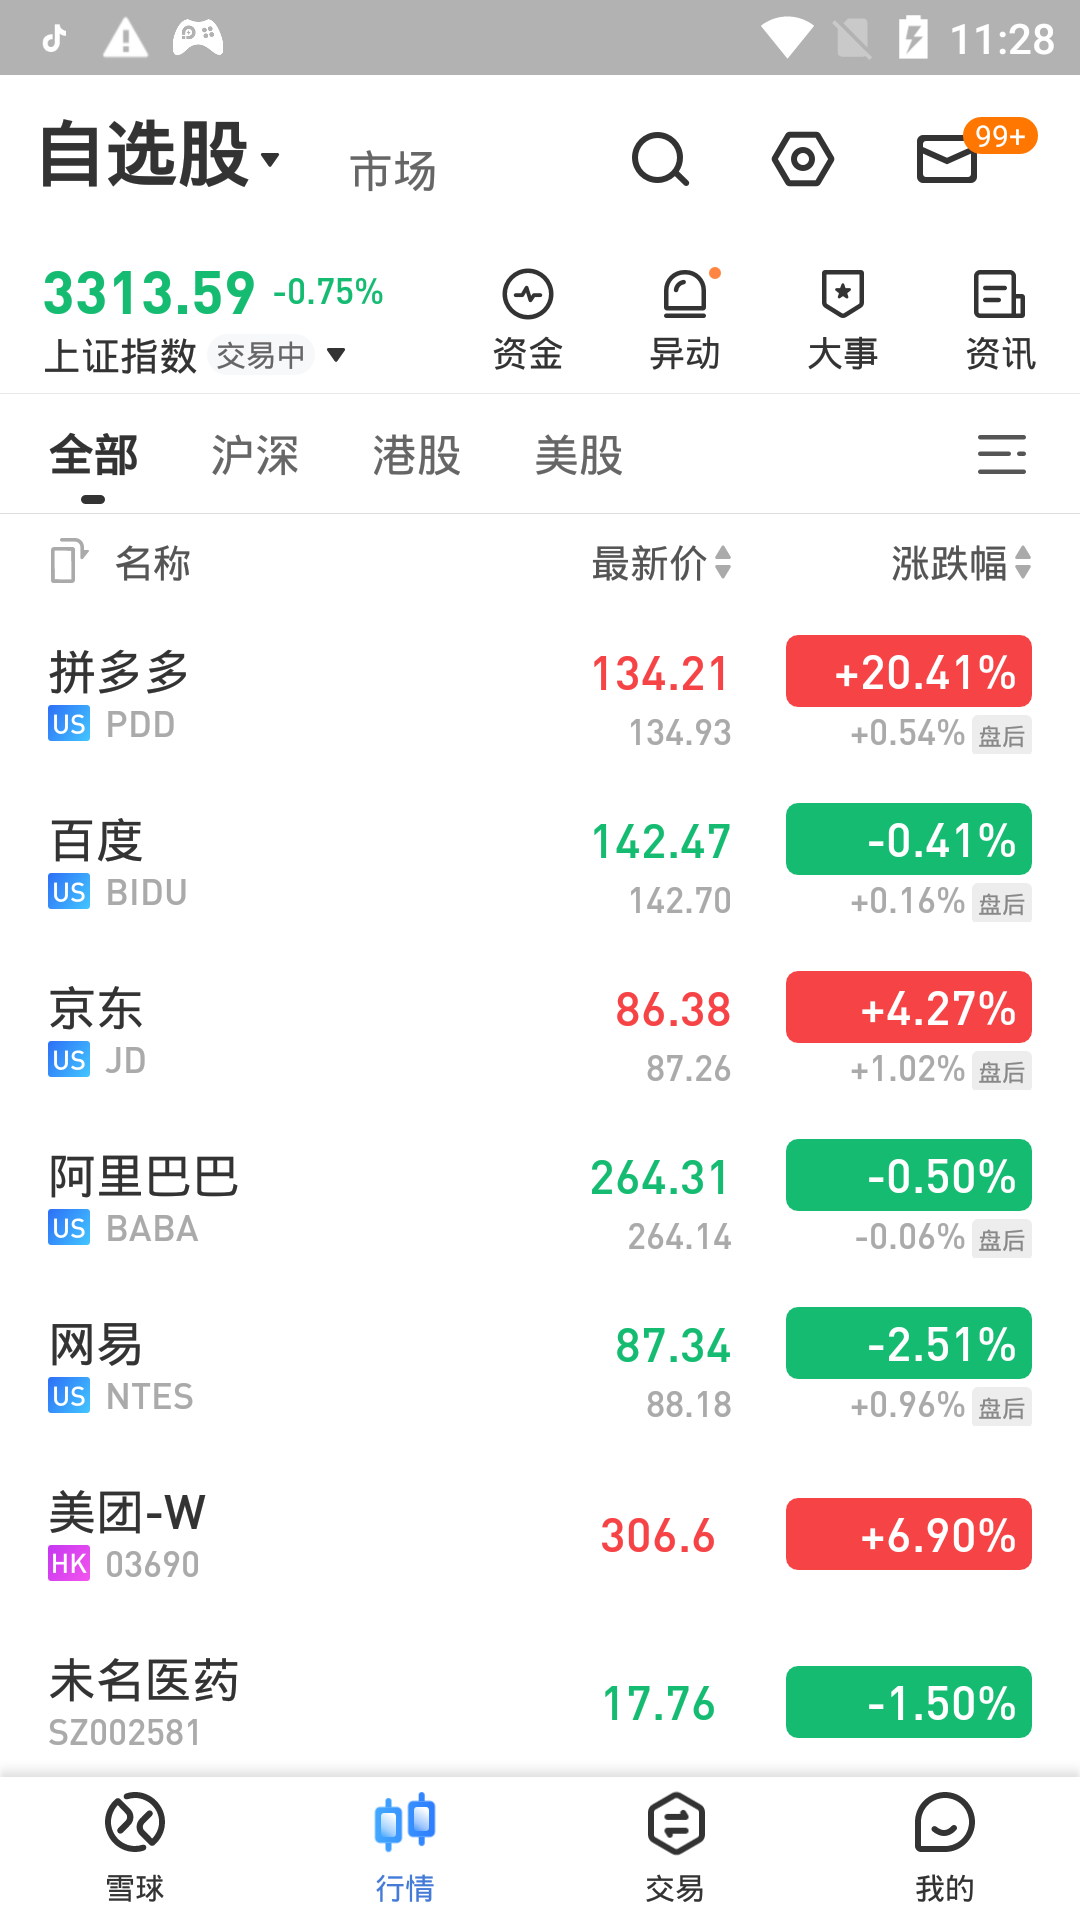 11:28
自选股 市场 99+
3313.59 -0.75%
上证指数 交易中
资金 异动 大事 资讯
全部 沪深 港股 美股
名称 最新价 涨跌幅
拼多多 134.21 +20.41%
US PDD 134.93 +0.54% 盘后
百度 142.47 -0.41%
US BIDU 142.70 +0.16% 盘后
京东 86.38 +4.27%
US JD 87.26 +1.02% 盘后
阿里巴巴 264.31 -0.50%
US BABA 264.14 -0.06% 盘后
网易 87.34 -2.51%
US NTES 88.18 +0.96% 盘后
美团-W 306.6 +6.90%
HK 03690
未名医药 17.76 -1.50%
SZ002581
雪球 行情 交易 我的